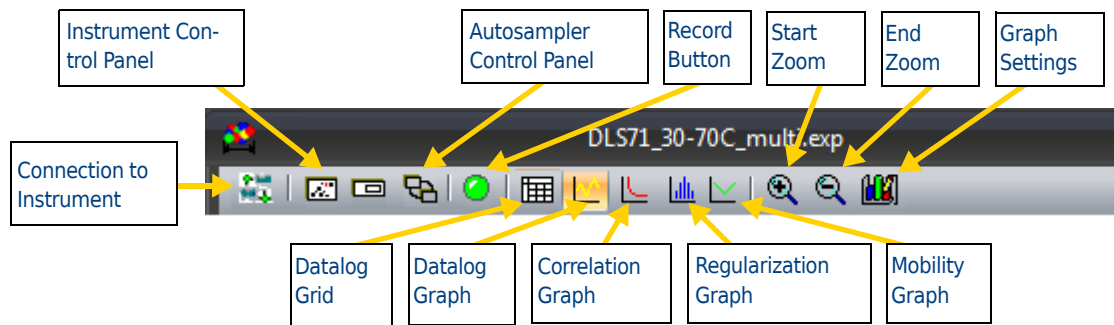 Instrument Con-
trol Panel
Autosampler
Control Panel
Record
Button
Start
Zoom
End
Zoom
Graph
Settings
DLS71_30-70C_multi.exp
Connection to
Instrument
Datalog
Grid
Datalog
Graph
Correlation
Graph
Regularization
Graph
Mobility
Graph